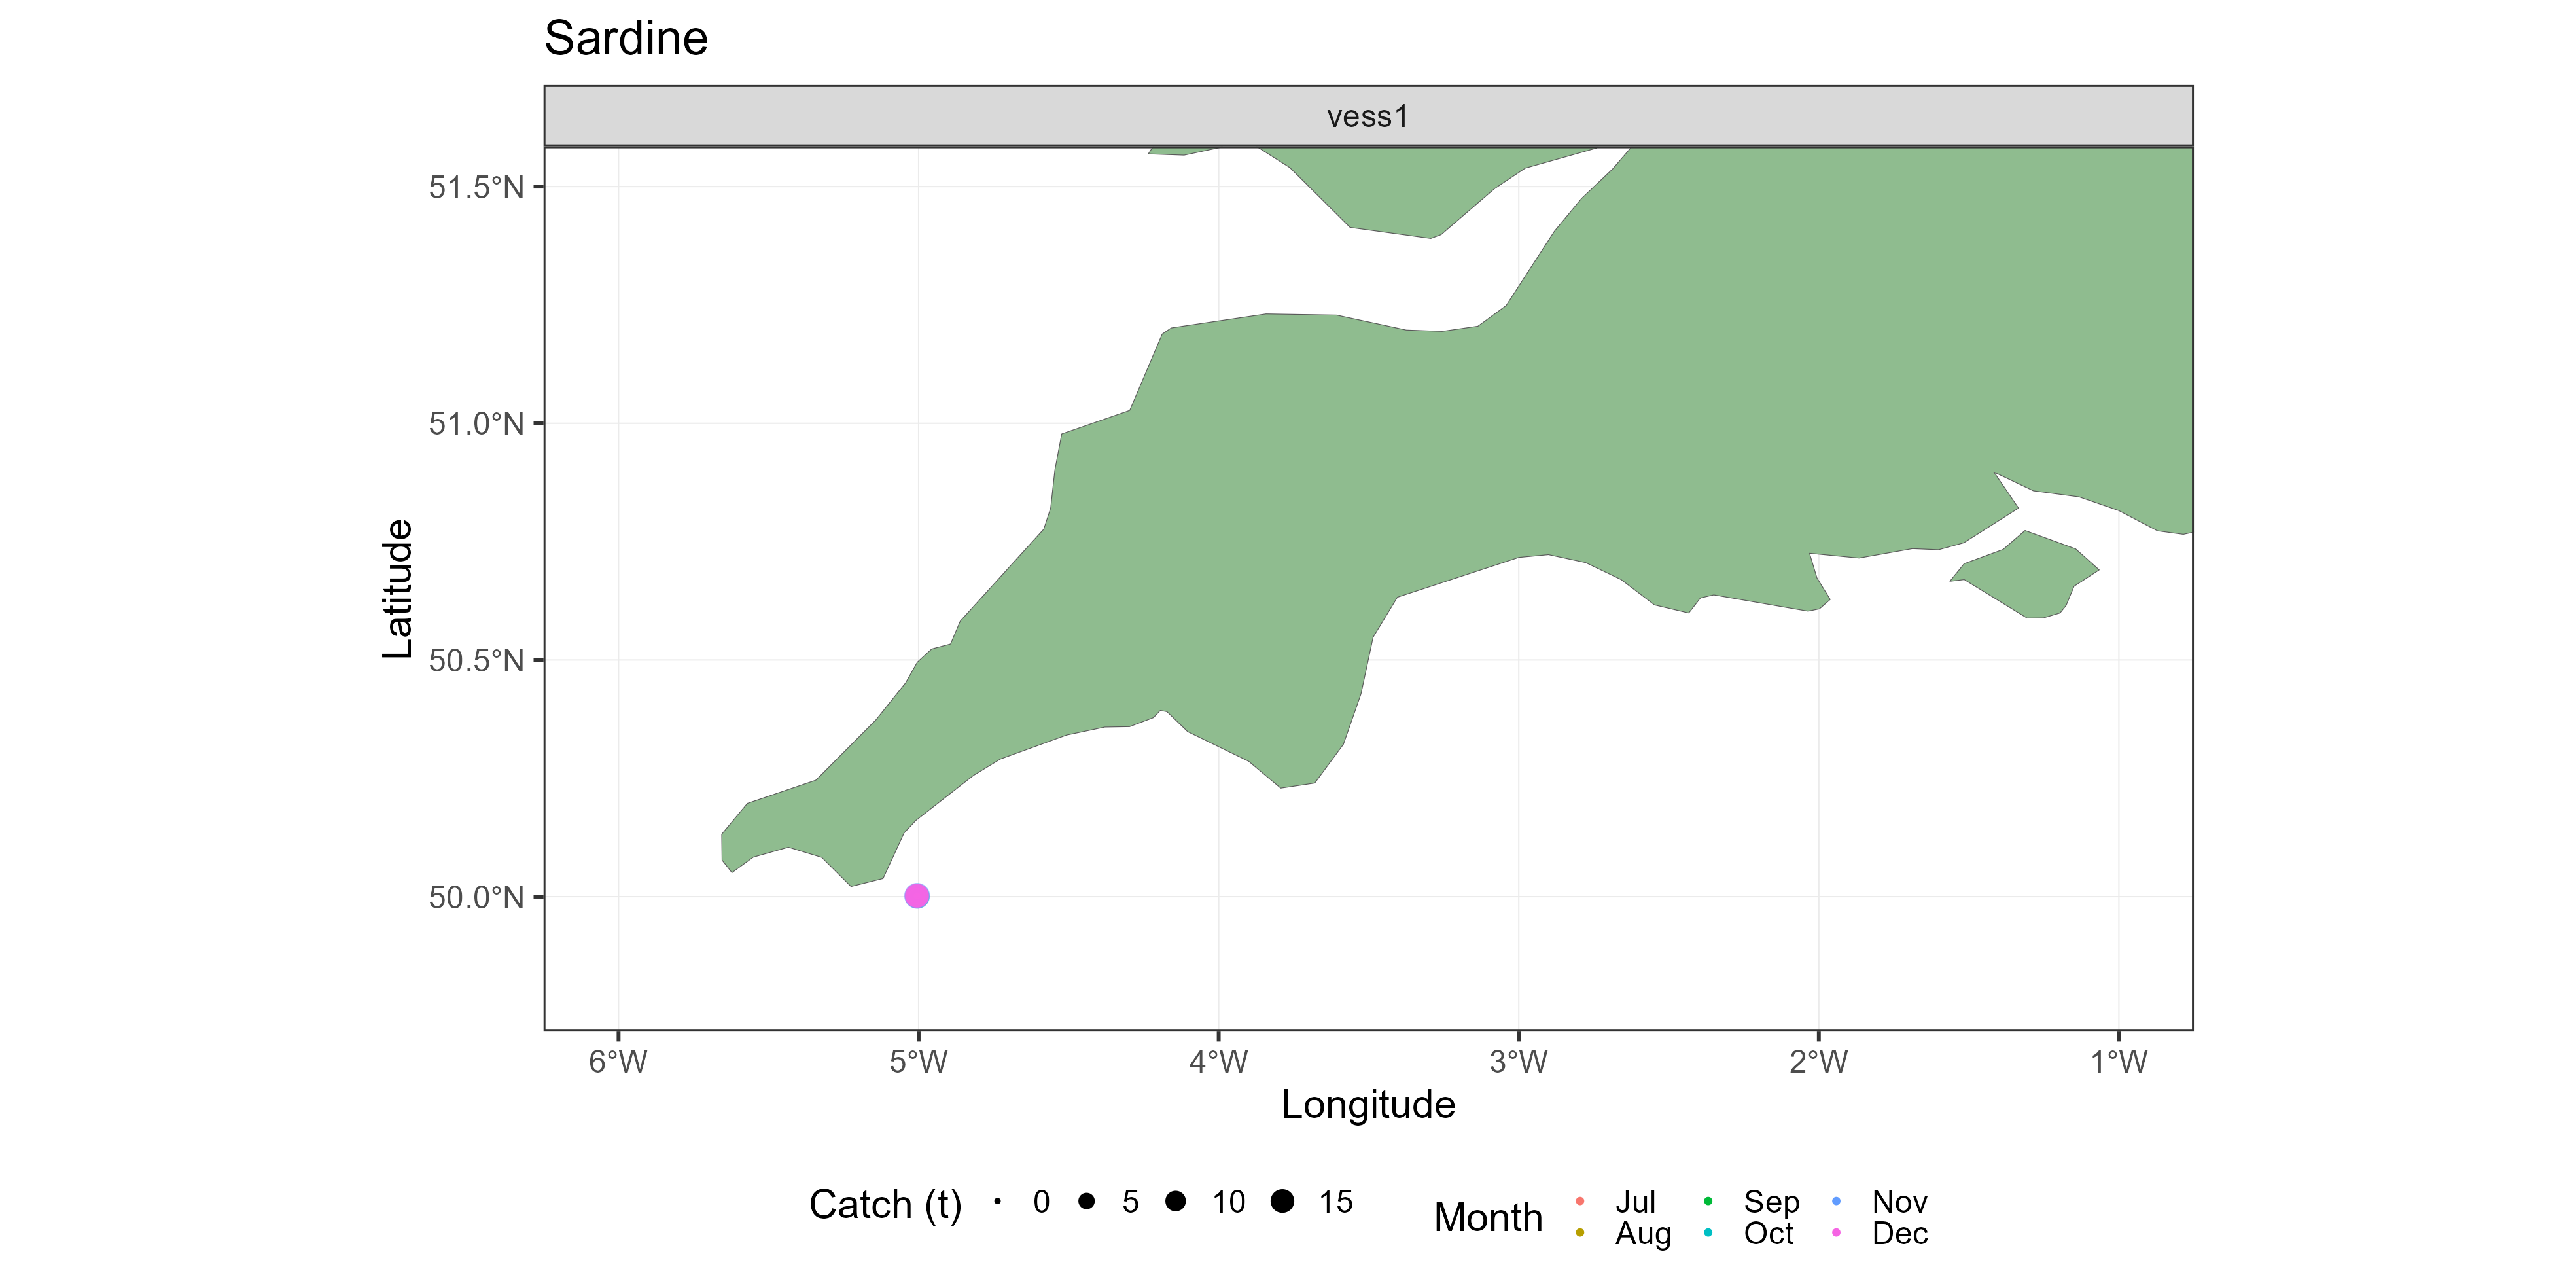 Sardine
vess1
51.5°N
51.0°N
50.5°N
50.0°N
Latitude
6°W 5°W 4°W 3°W 2°W 1°W
Longitude
Catch (t) 0 5 10 15
Month
Jul Sep Nov
Aug Oct Dec